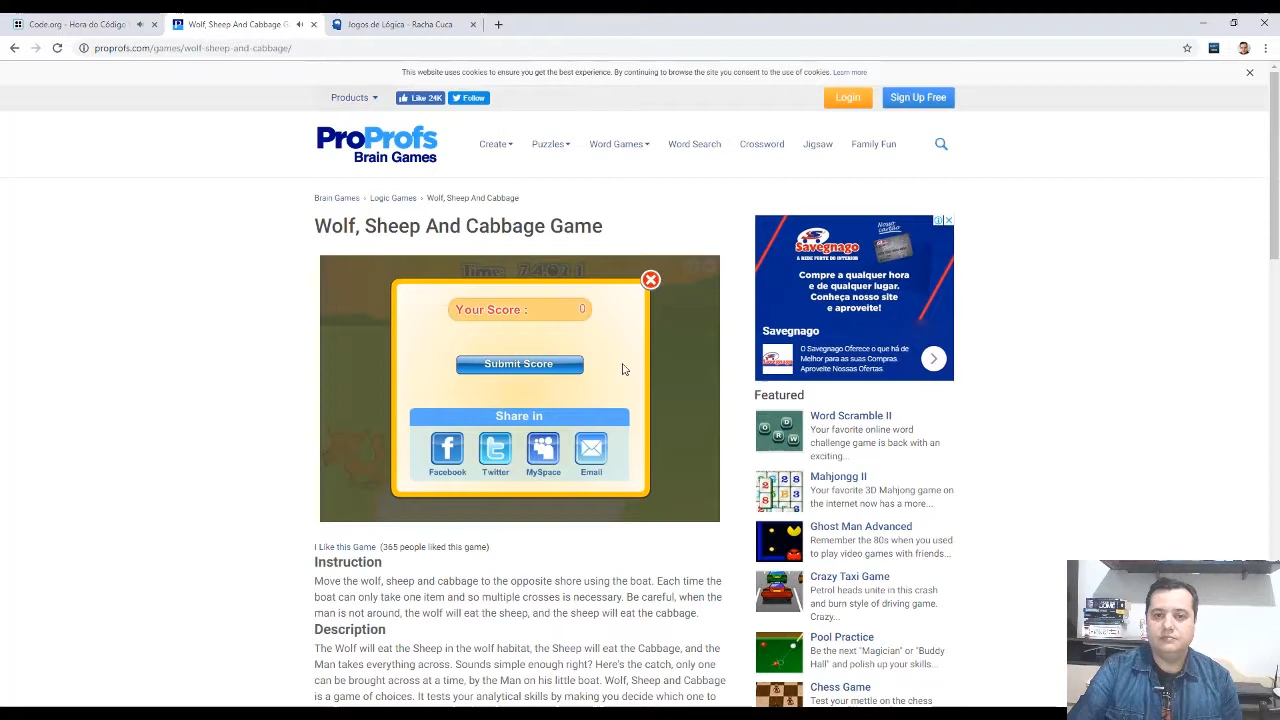 Code.org - Hora do Código
Wolf, Sheep And Cabbage G
Jogos de Lógica - Racha Cuca
proprofs.com/games/wolf-sheep-and-cabbage/
This website uses cookies to ensure you get the best experience. By continuing to browse the site you consent to the use of cookies. Learn more
Products
Like 24K
Follow
Login
Sign Up Free
ProProfs
Brain Games
Create
Puzzles
Word Games
Word Search
Crossword
Jigsaw
Family Fun
Brain Games › Logic Games › Wolf, Sheep And Cabbage
Wolf, Sheep And Cabbage Game
Time:
Your Score : 0
Submit Score
Share in
Facebook
Twitter
MySpace
Email
I Like this Game (365 people liked this game)
Instruction
Move the wolf, sheep and cabbage to the opposite shore using the boat. Each time the
boat can only take one item and so multiple crosses is necessary. Be careful, when the
man is not around, the wolf will eat the sheep, and the sheep will eat the cabbage.
Description
The Wolf will eat the Sheep in the wolf habitat, the Sheep will eat the Cabbage, and the
Man takes everything across. Sounds simple enough right? Here's the catch, only one
can be brought across at a time, by the Man on his little boat. Wolf, Sheep and Cabbage
is a game of choices. It tests your analytical skills by making you decide which one to
Savegnago
A REDE FORTE DO INTERIOR
Nosso
cartão
Compre a qualquer hora
e de qualquer lugar.
Conheça nosso site
e aproveite!
Savegnago
O Savegnago Oferece o que há de
Melhor para as suas Compras.
Aproveite Nossas Ofertas.
Featured
Word Scramble II
Your favorite online word
challenge game is back with an
exciting...
Mahjongg II
Your favorite 3D Mahjong game on
the internet now has a more...
Ghost Man Advanced
Remember the 80s when you used
to play video games with friends...
Crazy Taxi Game
Petrol heads unite in this crash
and burn style of driving game.
Crazy...
Pool Practice
Be the next "Magician" or "Buddy
Hall" and polish up your skills...
Chess Game
Test your mettle on the chess